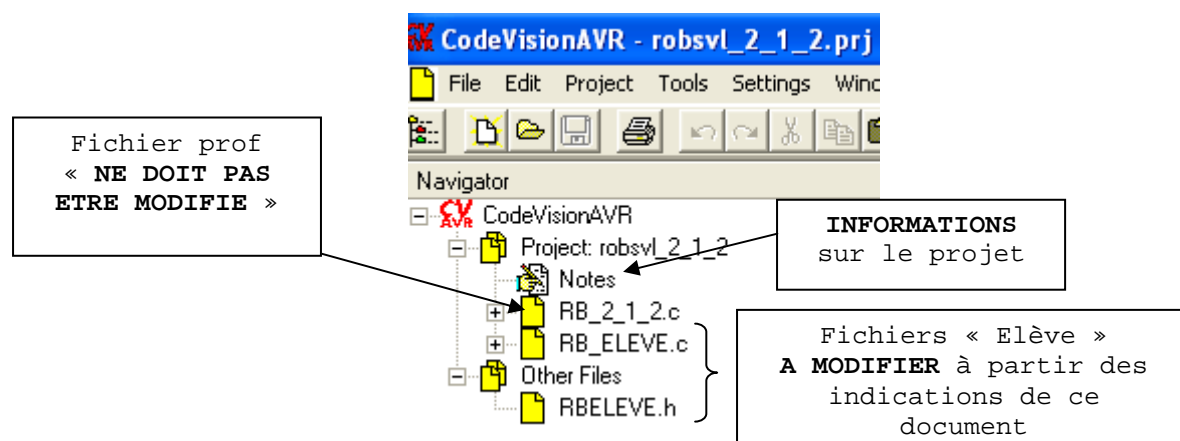 CodeVisionAVR - robsvl_2_1_2.prj
File Edit Project Tools Settings Winc
Navigator
CodeVisionAVR
Project: robsvl_2_1_2
Notes
RB_2_1_2.c
RB_ELEVE.c
Other Files
RBELEVE.h
Fichier prof
« NE DOIT PAS
ETRE MODIFIE »
INFORMATIONS
sur le projet
Fichiers « Elève »
A MODIFIER à partir des
indications de ce
document